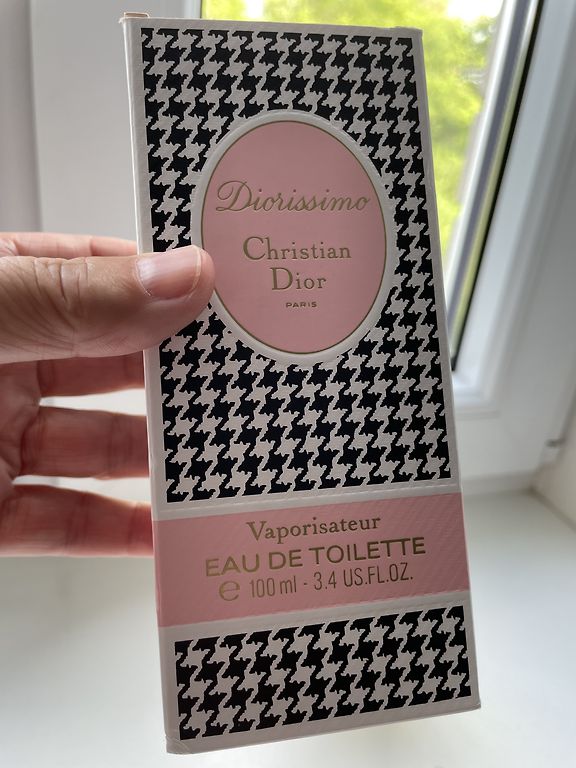 Diorissimo
Christian
Dior
PARIS
Vaporisateur
EAU DE TOILETTE
℮ 100 ml - 3.4 US.FL.OZ.